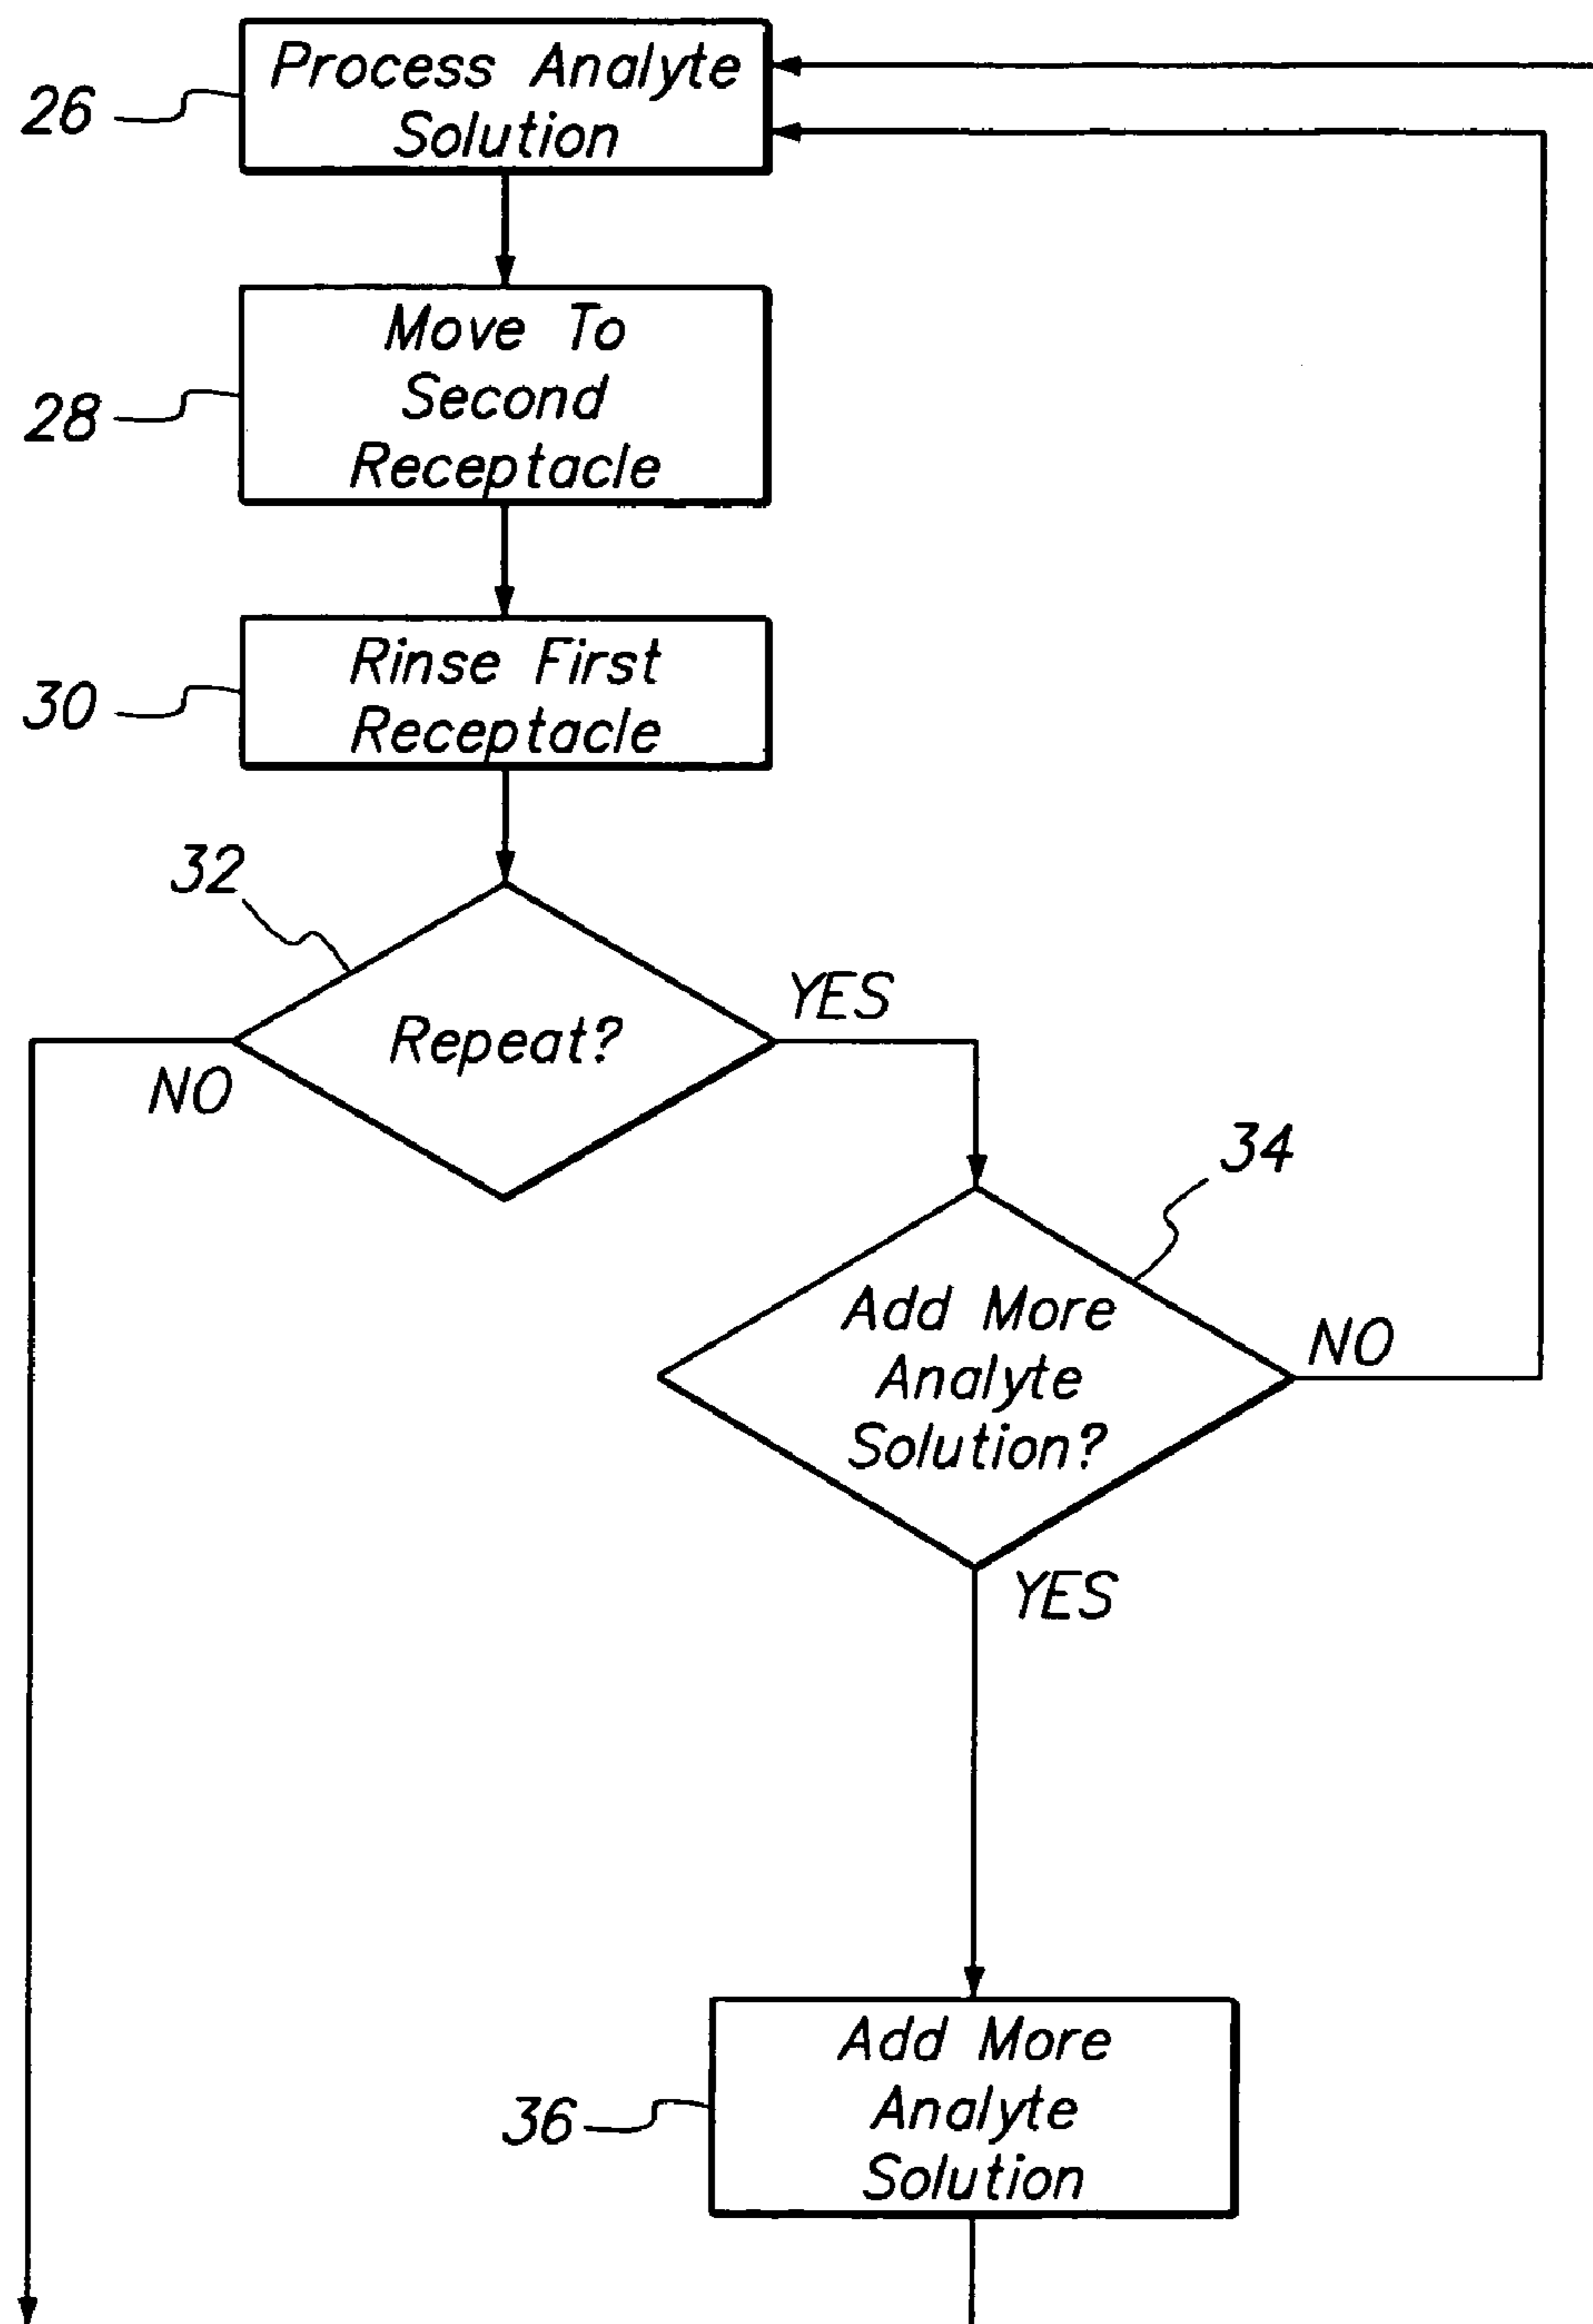 Process Analyte
Solution
26
Move To
Second
Receptacle
28
Rinse First
Receptacle
30
32
Repeat?
YES
NO
34
Add More
Analyte
Solution?
NO
YES
Add More
Analyte
Solution
36